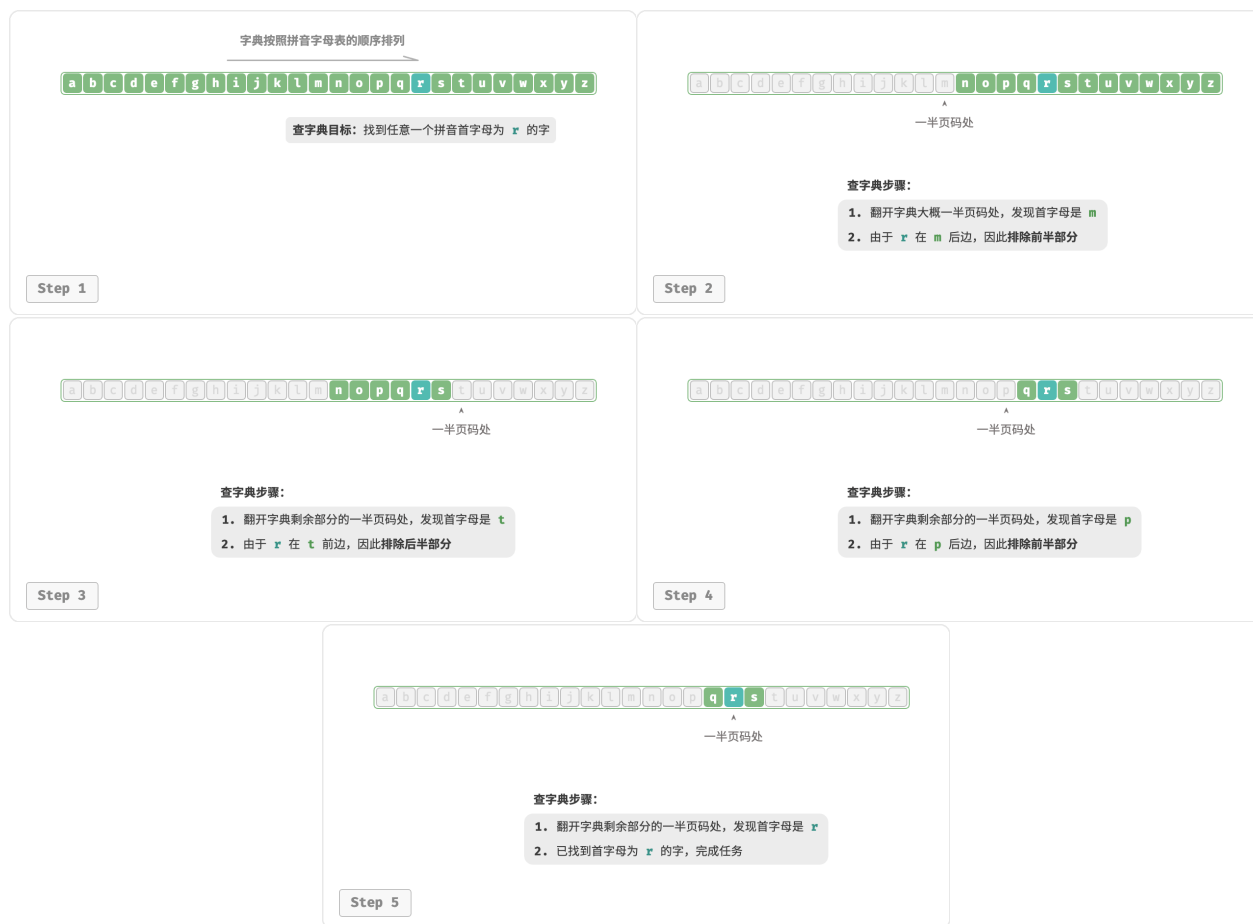 字典按照拼音字母表的顺序排列
a b c d e f g h i j k l m n o p q r s t u v w x y z
查字典目标：找到任意一个拼音首字母为 r 的字
Step 1
a b c d e f g h i j k l m n o p q r s t u v w x y z
一半页码处
查字典步骤：
1. 翻开字典大概一半页码处，发现首字母是 m
2. 由于 r 在 m 后边，因此排除前半部分
Step 2
a b c d e f g h i j k l m n o p q r s t u v w x y z
一半页码处
查字典步骤：
1. 翻开字典剩余部分的一半页码处，发现首字母是 t
2. 由于 r 在 t 前边，因此排除后半部分
Step 3
a b c d e f g h i j k l m n o p q r s t u v w x y z
一半页码处
查字典步骤：
1. 翻开字典剩余部分的一半页码处，发现首字母是 p
2. 由于 r 在 p 后边，因此排除前半部分
Step 4
a b c d e f g h i j k l m n o p q r s t u v w x y z
一半页码处
查字典步骤：
1. 翻开字典剩余部分的一半页码处，发现首字母是 r
2. 已找到首字母为 r 的字，完成任务
Step 5